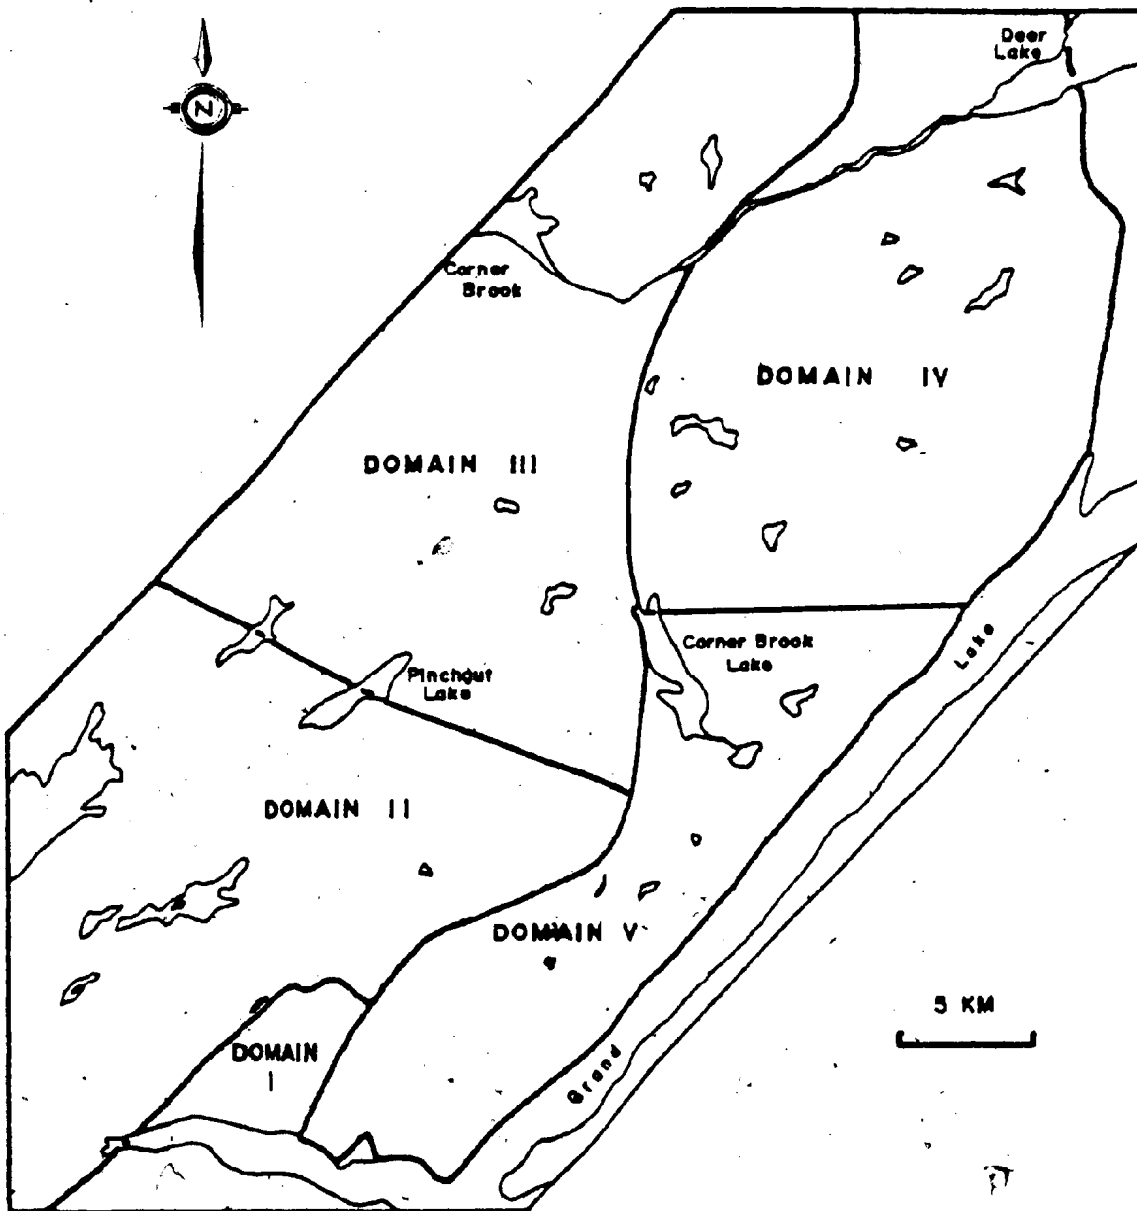 Deer
Lake
N
Corner
Brook
DOMAIN IV
DOMAIN III
Corner Brook
Lake
Lake
Pinchgut
Lake
DOMAIN II
DOMAIN V
5 KM
DOMAIN
I
Grand